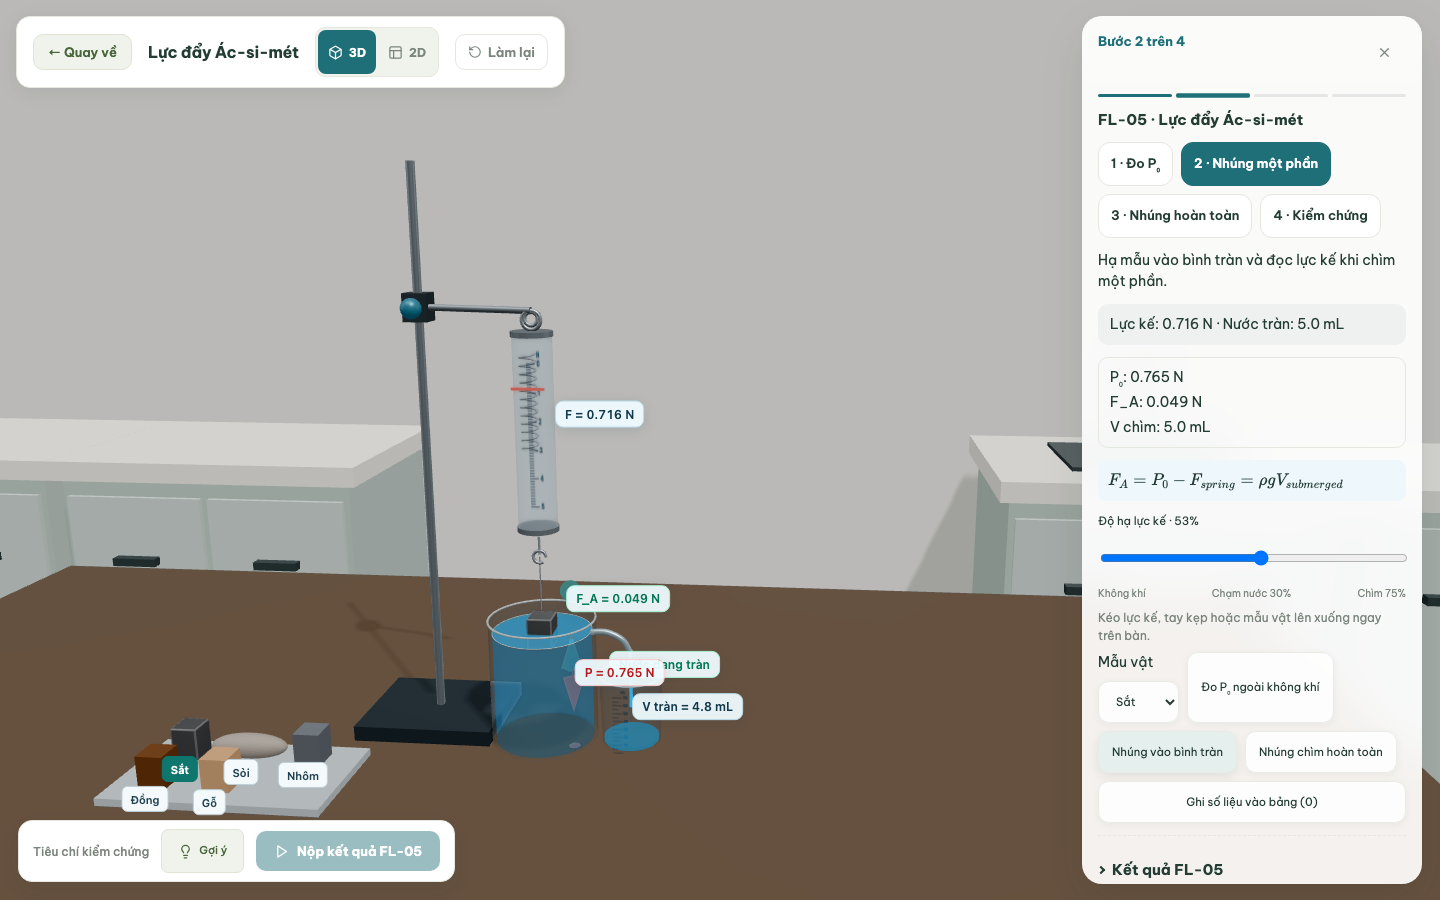 ← Quay về
Lực đẩy Ác-si-mét
3D
2D
Làm lại
Bước 2 trên 4
FL-05 · Lực đẩy Ác-si-mét
1 · Đo P₀
2 · Nhúng một phần
3 · Nhúng hoàn toàn
4 · Kiểm chứng
Hạ mẫu vào bình tràn và đọc lực kế khi chìm
một phần.
Lực kế: 0.716 N · Nước tràn: 5.0 mL
P₀: 0.765 N
F_A: 0.049 N
V chìm: 5.0 mL
F_A = P_0 − F_{spring} = ρgV_{submerged}
Độ hạ lực kế · 53%
Không khí
Chạm nước 30%
Chìm 75%
Kéo lực kế, tay kẹp hoặc mẫu vật lên xuống ngay
trên bàn.
Mẫu vật
Sắt
Đo P₀ ngoài không khí
Nhúng vào bình tràn
Nhúng chìm hoàn toàn
Ghi số liệu vào bảng (0)
› Kết quả FL-05
F = 0.716 N
F_A = 0.049 N
tràn
P = 0.765 N
V tràn = 4.8 mL
Sắt
Sỏi
Nhôm
Đồng
Gỗ
Tiêu chí kiểm chứng
Gợi ý
Nộp kết quả FL-05